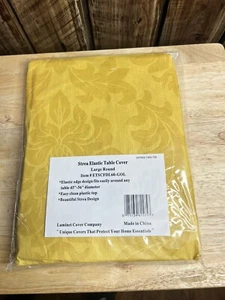 Strea Elastic Table Cover
Large Round
Item # ETSCFDL60-GOL
*Elastic edge design fits easily around any
table 45"-56" diameter
*Easy clean plastic top
*Beautiful Strea Design
Laminet Cover Company
Made in China
"Unique Covers That Protect Your Home Essentials"